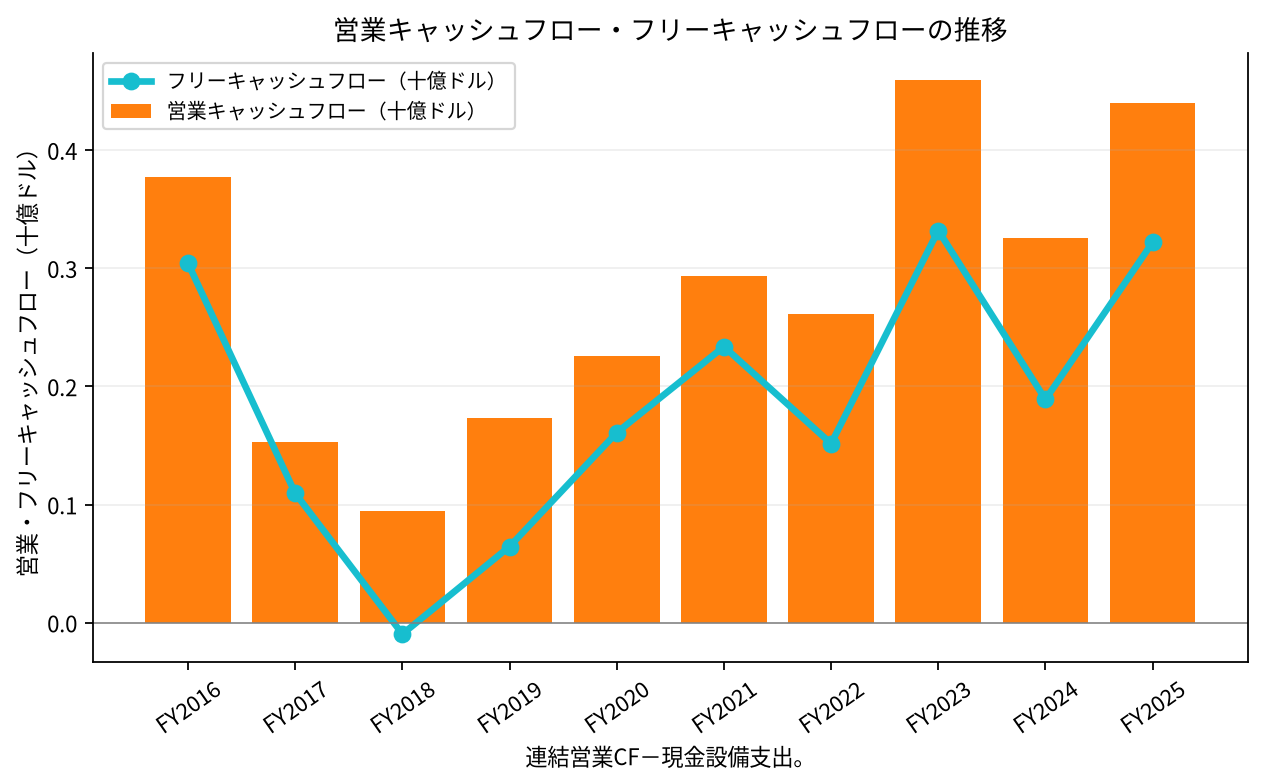 営業キャッシュフロー・フリーキャッシュフローの推移
フリーキャッシュフロー（十億ドル）
営業キャッシュフロー（十億ドル）
営業・フリーキャッシュフロー（十億ドル）
0.4
0.3
0.2
0.1
0.0
FY2016
FY2017
FY2018
FY2019
FY2020
FY2021
FY2022
FY2023
FY2024
FY2025
連結営業CF－現金設備支出。